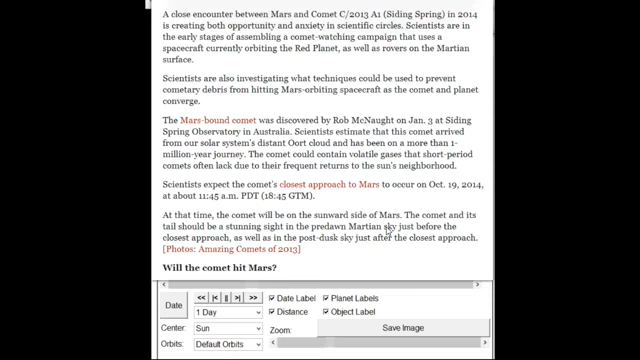 A close encounter between Mars and Comet C/2013 A1 (Siding Spring) in 2014
is creating both opportunity and anxiety in scientific circles. Scientists are in
the early stages of assembling a comet-watching campaign that uses a
spacecraft currently orbiting the Red Planet, as well as rovers on the Martian
surface.
Scientists are also investigating what techniques could be used to prevent
cometary debris from hitting Mars-orbiting spacecraft as the comet and planet
converge.
The Mars-bound comet was discovered by Rob McNaught on Jan. 3 at Siding
Spring Observatory in Australia. Scientists estimate that this comet arrived
from our solar system's distant Oort cloud and has been on a more than 1-
million-year journey. The comet could contain volatile gases that short-period
comets often lack due to their frequent returns to the sun's neighborhood.
Scientists expect the comet's closest approach to Mars to occur on Oct. 19, 2014,
at about 11:45 a.m. PDT (18:45 GTM).
At that time, the comet will be on the sunward side of Mars. The comet and its
tail should be a stunning sight in the predawn Martian sky just before the
closest approach, as well as in the post-dusk sky just after the closest approach.
[Photos: Amazing Comets of 2013]
Will the comet hit Mars?
Date << |< || >| >> Date Label Planet Labels
1 Day Distance Object Label
Center: Sun Zoom: Save Image
Orbits: Default Orbits